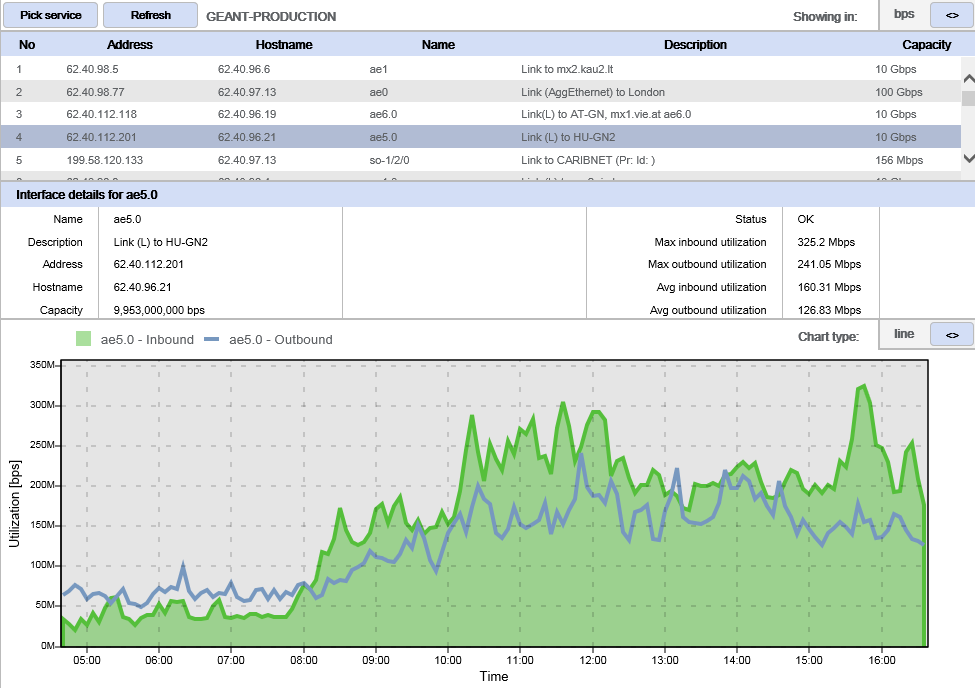 Pick service Refresh GEANT-PRODUCTION Showing in: bps <>
No Address Hostname Name Description Capacity
1 62.40.98.5 62.40.96.6 ae1 Link to mx2.kau2.lt 10 Gbps
2 62.40.98.77 62.40.97.13 ae0 Link (AggEthernet) to London 100 Gbps
3 62.40.112.118 62.40.96.19 ae6.0 Link(L) to AT-GN, mx1.vie.at ae6.0 10 Gbps
4 62.40.112.201 62.40.96.21 ae5.0 Link (L) to HU-GN2 10 Gbps
5 199.58.120.133 62.40.97.13 so-1/2/0 Link to CARIBNET (Pr: Id: ) 156 Mbps
Interface details for ae5.0
Name ae5.0 Status OK
Description Link (L) to HU-GN2 Max inbound utilization 325.2 Mbps
Address 62.40.112.201 Max outbound utilization 241.05 Mbps
Hostname 62.40.96.21 Avg inbound utilization 160.31 Mbps
Capacity 9,953,000,000 bps Avg outbound utilization 126.83 Mbps
ae5.0 - Inbound ae5.0 - Outbound Chart type: line <>
350M
300M
250M
200M
150M
100M
50M
0M
Utilization [bps]
05:00 06:00 07:00 08:00 09:00 10:00 11:00 12:00 13:00 14:00 15:00 16:00
Time